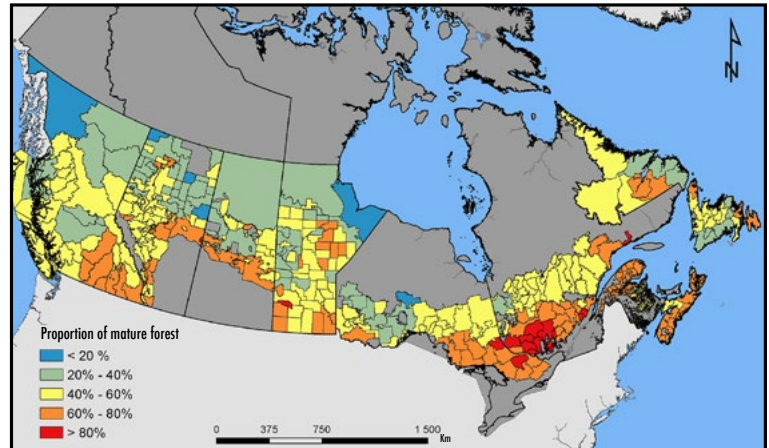 N
Proportion of mature forest
< 20 %
20% - 40%
40% - 60%
60% - 80%
> 80%
0 375 750 1 500
Km